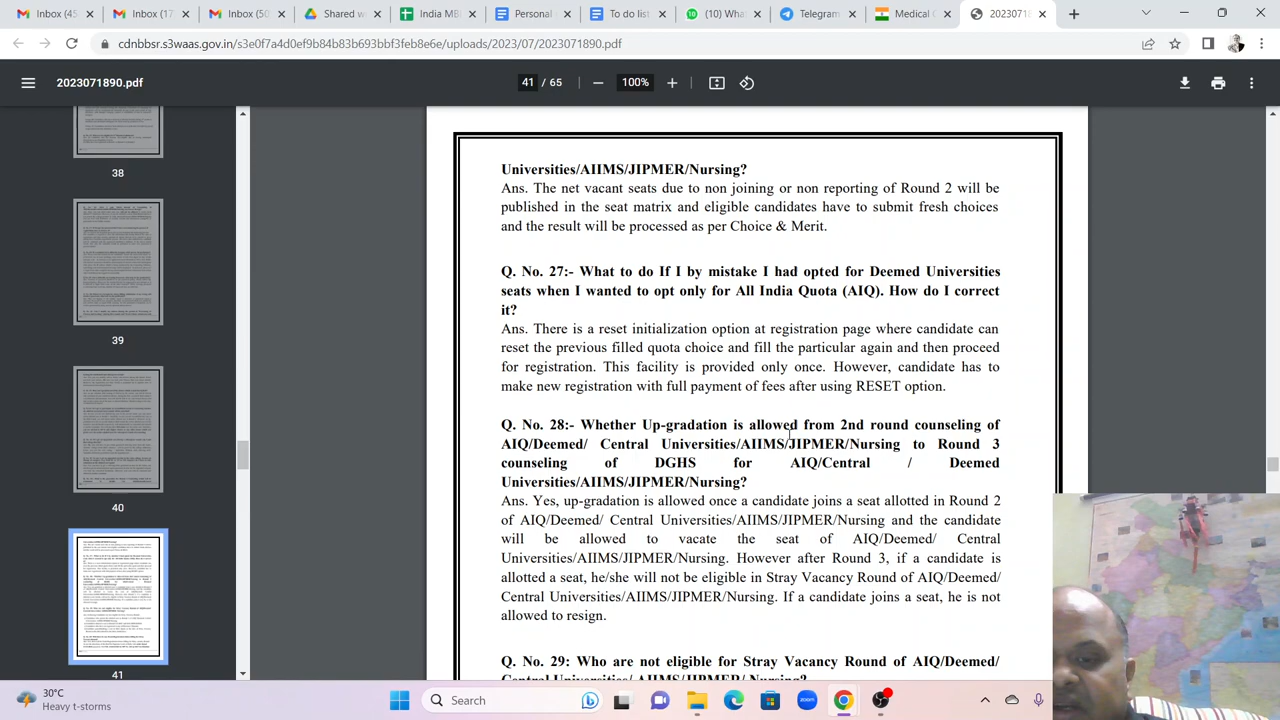 Inbox (45
Inbox (17
Inbox (50
Shared w
India MB
Personal
To do list
(10) What
Telegram
Medical C
2023071
cdnbbsr.s3waas.gov.in/s3e0f7a4d0ef9b84b83b693bbf3feb8e6e/uploads/2023/07/2023071890.pdf
2023071890.pdf
41 / 65
100%
38
39
40
41
Universities/AIIMS/JIPMER/Nursing?
Ans. The net vacant seats due to non joining or non reporting of Round 2 will be
published in the seat matrix and eligible candidates have to submit fresh choices
and the result will be processed as per Choice & Merit.
Q. No. 27: What to do If I by mistake I had opted for Deemed Universities
seats when I wanted to opt only for All India Quota (AIQ). How do I correct
it?
Ans. There is a reset initialization option at registration page where candidate can
reset the previous filled quota choice and fill the particular again and then proceed
with again. This facility is provided only once. However, candidate has to
make new registration with full payment of fees after using RESET option.
Q. No. 28: Whether Up-gradation is allowed from 2nd round counseling of
AIQ/Deemed/ Central Universities/AIIMS/JIPMER/Nursing to Round 3
counseling of DGHS for AIQ/Central / Deemed
Universities/AIIMS/JIPMER/Nursing?
Ans. Yes, up-gradation is allowed once a candidate joins a seat allotted in Round 2
of AIQ/Deemed/ Central Universities/AIIMS/JIPMER/Nursing and the candidate
will be allowed to vacate the seat of AIQ/Deemed/ Central
Universities/AIIMS/JIPMER/Nursing. However, from round 3, if a candidate is
allotted a seat, he/she will not be eligible in Stray Vacancy Round of AIQ/Deemed/
Central Universities/AIIMS/JIPMER/Nursing. If a candidate joins a seat, he is not
allowed to resign.
Q. No. 29: Who are not eligible for Stray Vacancy Round of AIQ/Deemed/
Central Universities/ AIIMS/JIPMER/ Nursing?
30°C
Heavy t-storms
Search
zoom